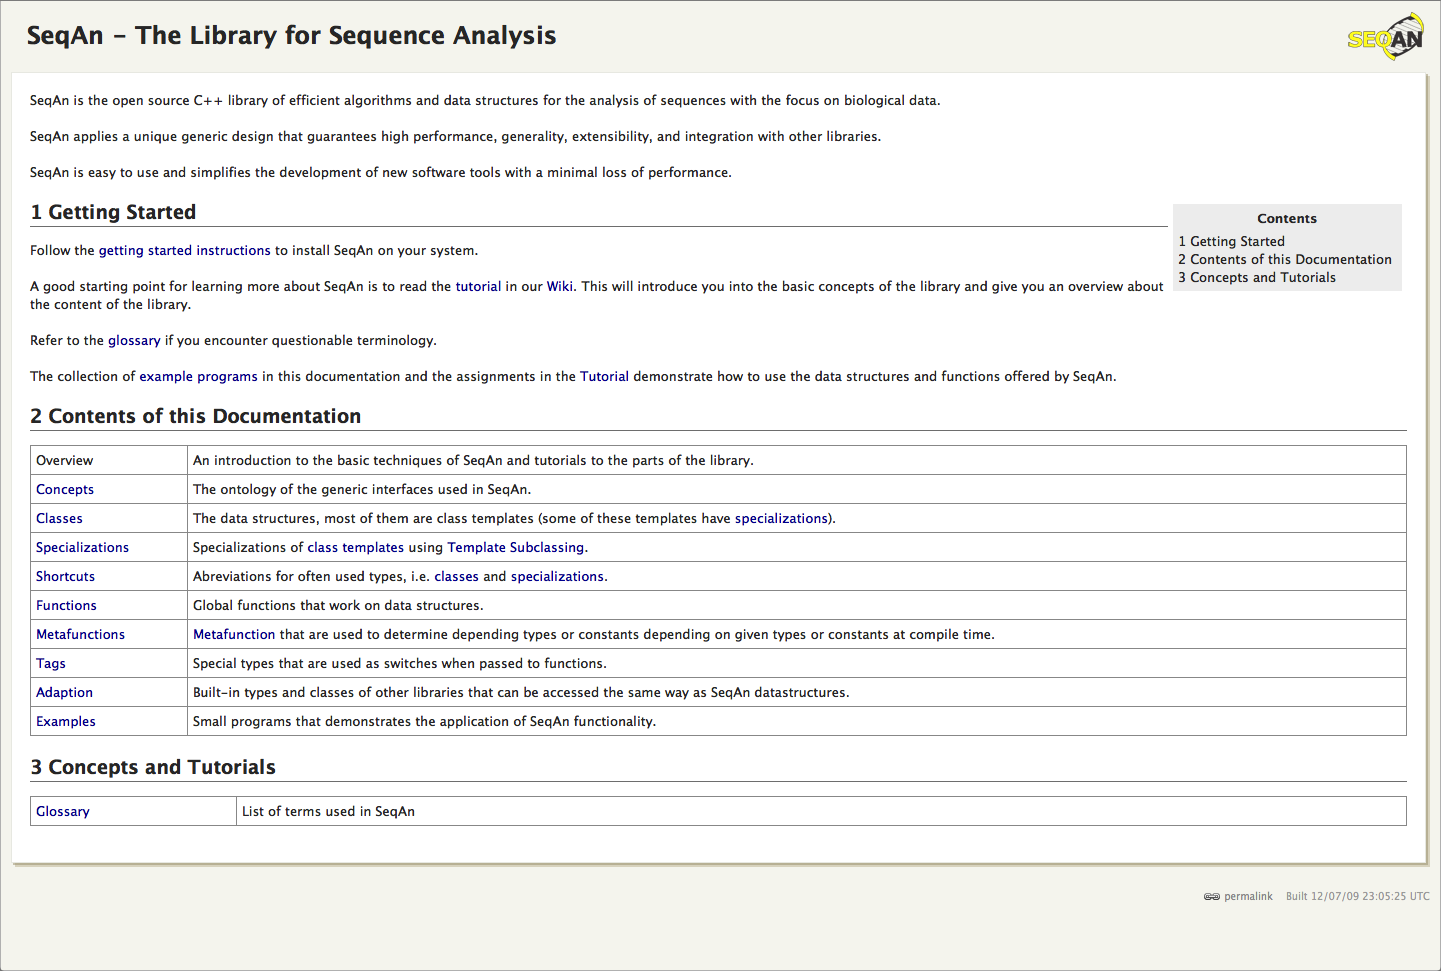 SeqAn - The Library for Sequence Analysis
SEQAN
SeqAn is the open source C++ library of efficient algorithms and data structures for the analysis of sequences with the focus on biological data.
SeqAn applies a unique generic design that guarantees high performance, generality, extensibility, and integration with other libraries.
SeqAn is easy to use and simplifies the development of new software tools with a minimal loss of performance.
1 Getting Started
Contents
1 Getting Started
2 Contents of this Documentation
3 Concepts and Tutorials
Follow the getting started instructions to install SeqAn on your system.
A good starting point for learning more about SeqAn is to read the tutorial in our Wiki. This will introduce you into the basic concepts of the library and give you an overview about
the content of the library.
Refer to the glossary if you encounter questionable terminology.
The collection of example programs in this documentation and the assignments in the Tutorial demonstrate how to use the data structures and functions offered by SeqAn.
2 Contents of this Documentation
Overview An introduction to the basic techniques of SeqAn and tutorials to the parts of the library.
Concepts The ontology of the generic interfaces used in SeqAn.
Classes The data structures, most of them are class templates (some of these templates have specializations).
Specializations Specializations of class templates using Template Subclassing.
Shortcuts Abreviations for often used types, i.e. classes and specializations.
Functions Global functions that work on data structures.
Metafunctions Metafunction that are used to determine depending types or constants depending on given types or constants at compile time.
Tags Special types that are used as switches when passed to functions.
Adaption Built-in types and classes of other libraries that can be accessed the same way as SeqAn datastructures.
Examples Small programs that demonstrates the application of SeqAn functionality.
3 Concepts and Tutorials
Glossary List of terms used in SeqAn
permalink Built 12/07/09 23:05:25 UTC